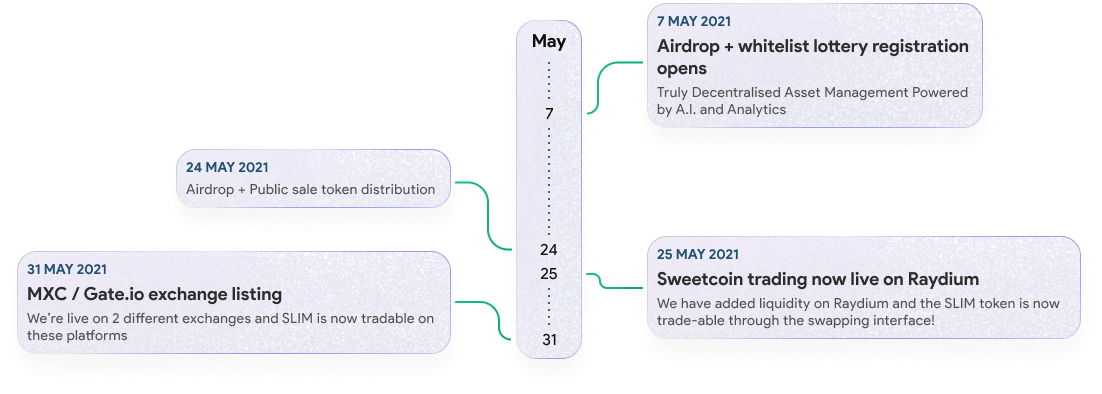 May
7
24
25
31
7 MAY 2021
Airdrop + whitelist lottery registration
opens
Truly Decentralised Asset Management Powered
by A.I. and Analytics
24 MAY 2021
Airdrop + Public sale token distribution
25 MAY 2021
Sweetcoin trading now live on Raydium
We have added liquidity on Raydium and the SLIM token is now
trade-able through the swapping interface!
31 MAY 2021
MXC / Gate.io exchange listing
We're live on 2 different exchanges and SLIM is now tradable on
these platforms